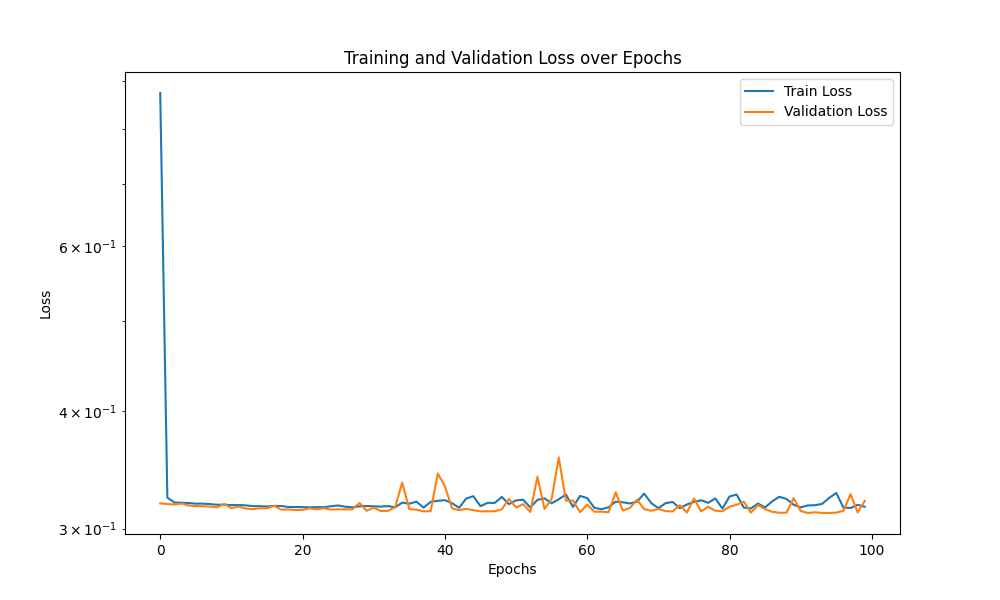 Training and Validation Loss over Epochs
Train Loss
Validation Loss
6 × 10⁻¹
4 × 10⁻¹
3 × 10⁻¹
Loss
0 20 40 60 80 100
Epochs